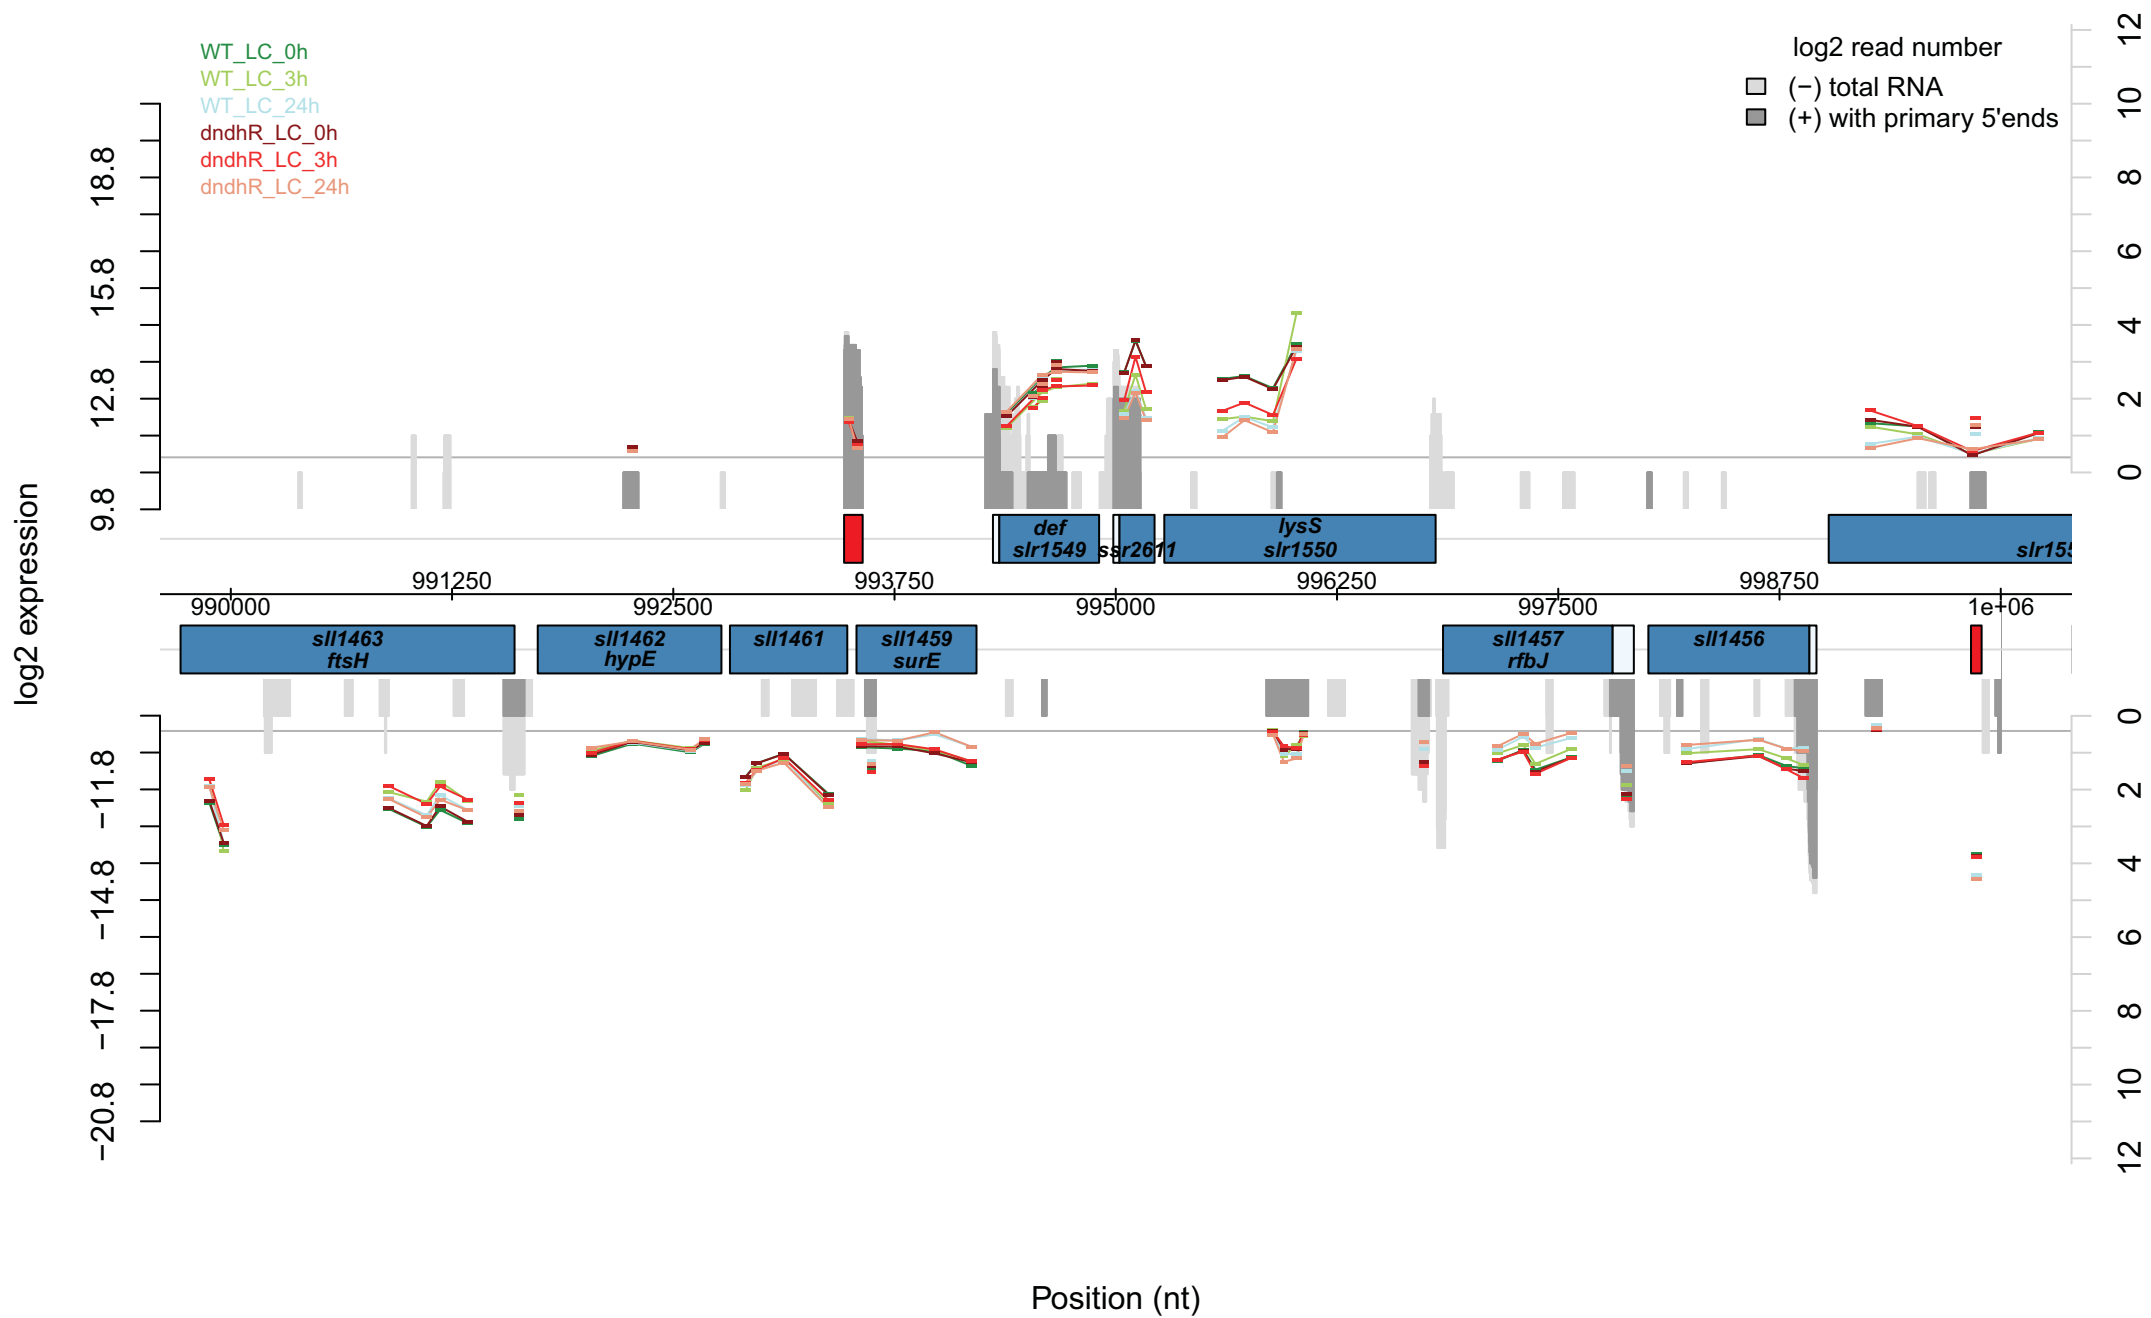 WT_LC_0h
WT_LC_3h
WT_LC_24h
dndhR_LC_0h
dndhR_LC_3h
dndhR_LC_24h
log2 read number
(−) total RNA
(+) with primary 5'ends
log2 expression
18.8
15.8
12.8
9.8
12
10
8
6
4
2
0
def
slr1549
ssr2611
lysS
slr1550
slr155
991250
993750
996250
998750
990000
992500
995000
997500
1e+06
sll1463
ftsH
sll1462
hypE
sll1461
sll1459
surE
sll1457
rfbJ
sll1456
−11.8
−14.8
−17.8
−20.8
0
2
4
6
8
10
12
Position (nt)